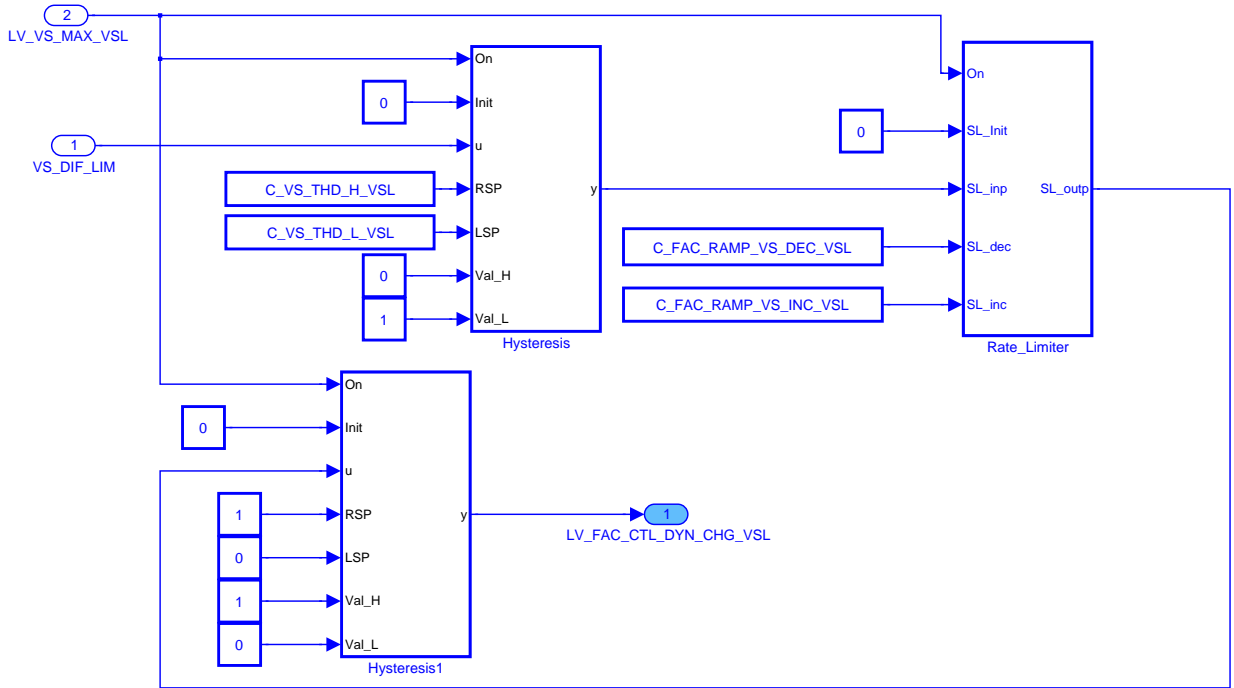 2
LV_VS_MAX_VSL
1
VS_DIF_LIM
0
C_VS_THD_H_VSL
C_VS_THD_L_VSL
0
1
On
Init
u
RSP
LSP
Val_H
Val_L
y
Hysteresis
0
C_FAC_RAMP_VS_DEC_VSL
C_FAC_RAMP_VS_INC_VSL
On
SL_Init
SL_inp
SL_dec
SL_inc
SL_outp
Rate_Limiter
0
1
0
1
0
On
Init
u
RSP
LSP
Val_H
Val_L
y
Hysteresis1
1
LV_FAC_CTL_DYN_CHG_VSL